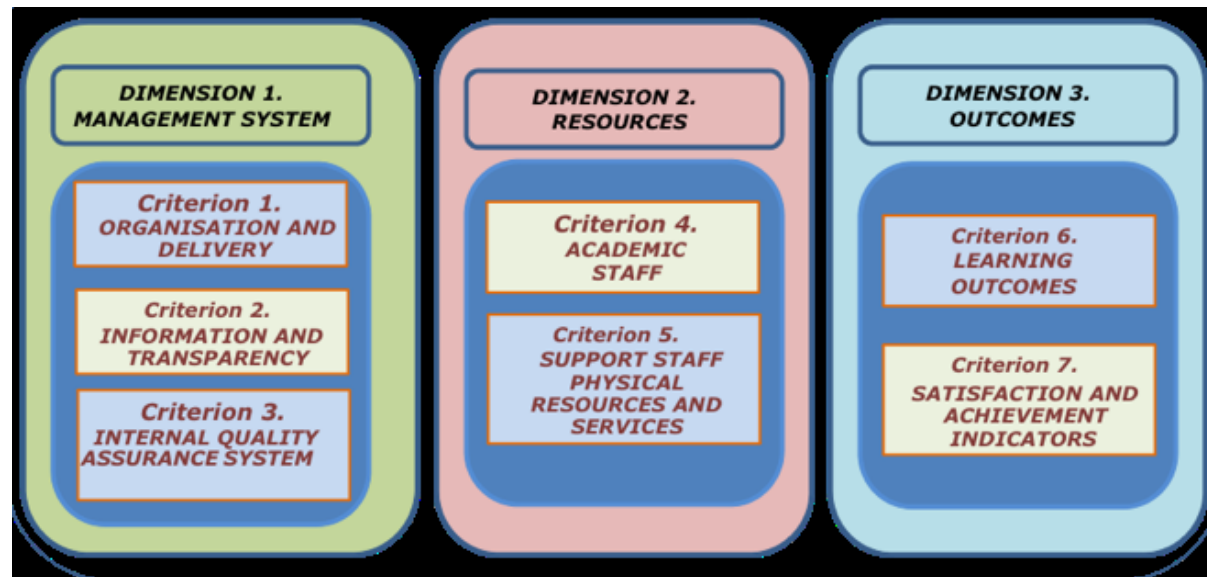 DIMENSION 1.
MANAGEMENT SYSTEM
Criterion 1.
ORGANISATION AND
DELIVERY
Criterion 2.
INFORMATION AND
TRANSPARENCY
Criterion 3.
INTERNAL QUALITY
ASSURANCE SYSTEM
DIMENSION 2.
RESOURCES
Criterion 4.
ACADEMIC
STAFF
Criterion 5.
SUPPORT STAFF
PHYSICAL
RESOURCES AND
SERVICES
DIMENSION 3.
OUTCOMES
Criterion 6.
LEARNING
OUTCOMES
Criterion 7.
SATISFACTION AND
ACHIEVEMENT
INDICATORS